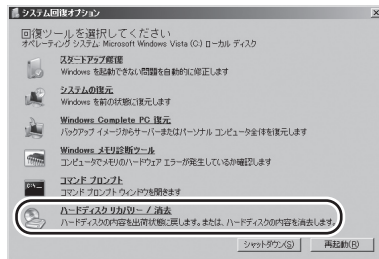 システム回復オプション
回復ツールを選択してください
オペレーティング システム: Microsoft Windows Vista (C:) ローカル ディスク
スタートアップ修復
Windows を起動できない問題を自動的に修正します
システムの復元
Windows を前の状態に復元します
Windows Complete PC 復元
バックアップ イメージからサーバーまたはパーソナル コンピュータ全体を復元します
Windows メモリ診断ツール
コンピュータでメモリのハードウェア エラーが発生しているか確認します
コマンド プロンプト
コマンド プロンプト ウィンドウを開きます
ハードディスク リカバリー / 消去
ハードディスクの内容を出荷状態に戻します。または、ハードディスクの内容を消去します。
シャットダウン(S)
再起動(R)